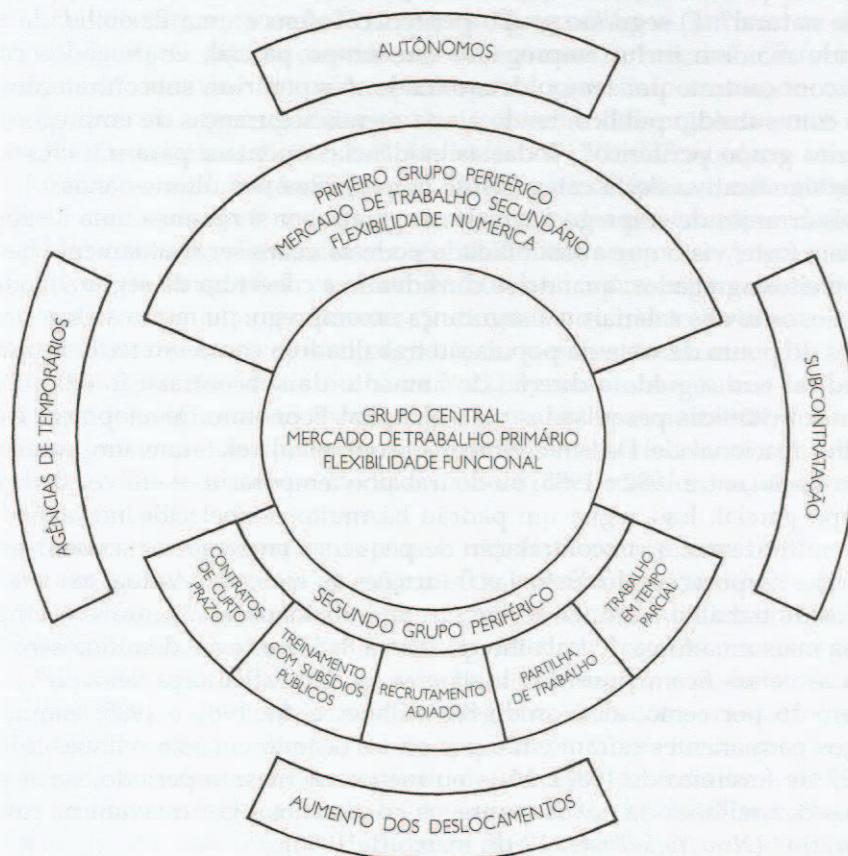 AUTÔNOMOS
PRIMEIRO GRUPO PERIFÉRICO
MERCADO DE TRABALHO SECUNDÁRIO
FLEXIBILIDADE NUMÉRICA
AGÊNCIAS DE TEMPORÁRIOS
GRUPO CENTRAL
MERCADO DE TRABALHO PRIMÁRIO
FLEXIBILIDADE FUNCIONAL
SUBCONTRATAÇÃO
SEGUNDO GRUPO PERIFÉRICO
CONTRATOS
DE CURTO
PRAZO
TREINAMENTO
COM SUBSÍDIOS
PÚBLICOS
RECRUTAMENTO
ADIADO
PARTILHA
DE TRABALHO
TRABALHO
EM TEMPO
PARCIAL
AUMENTO DOS DESLOCAMENTOS